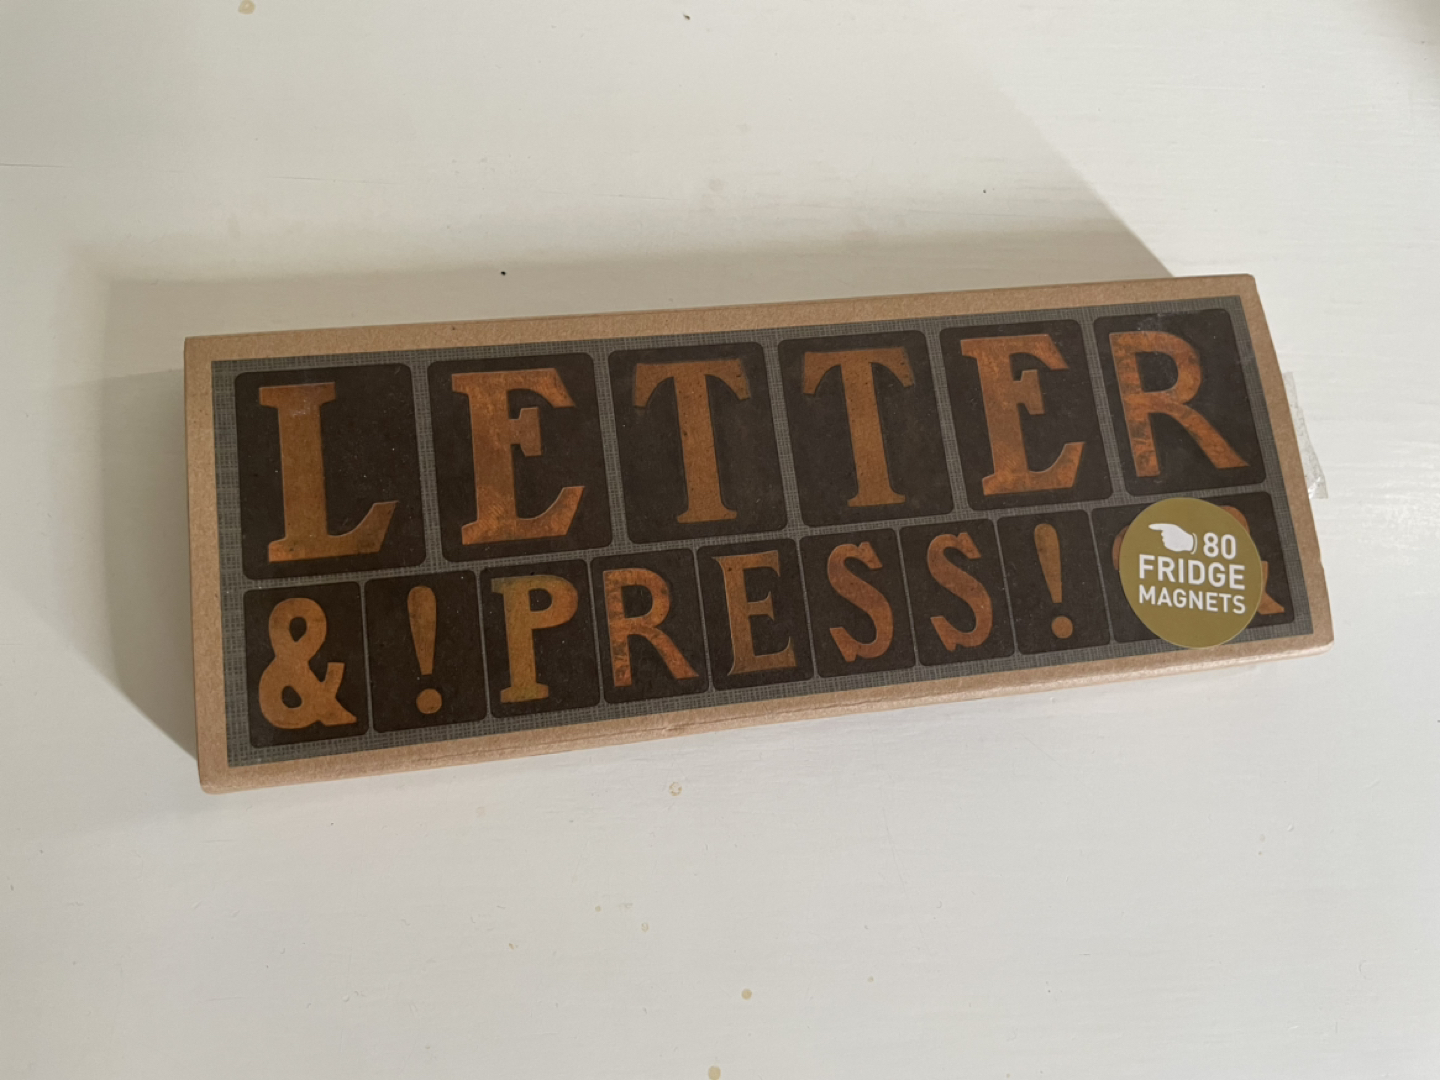 LETTER
&!PRESS!
80
FRIDGE
MAGNETS